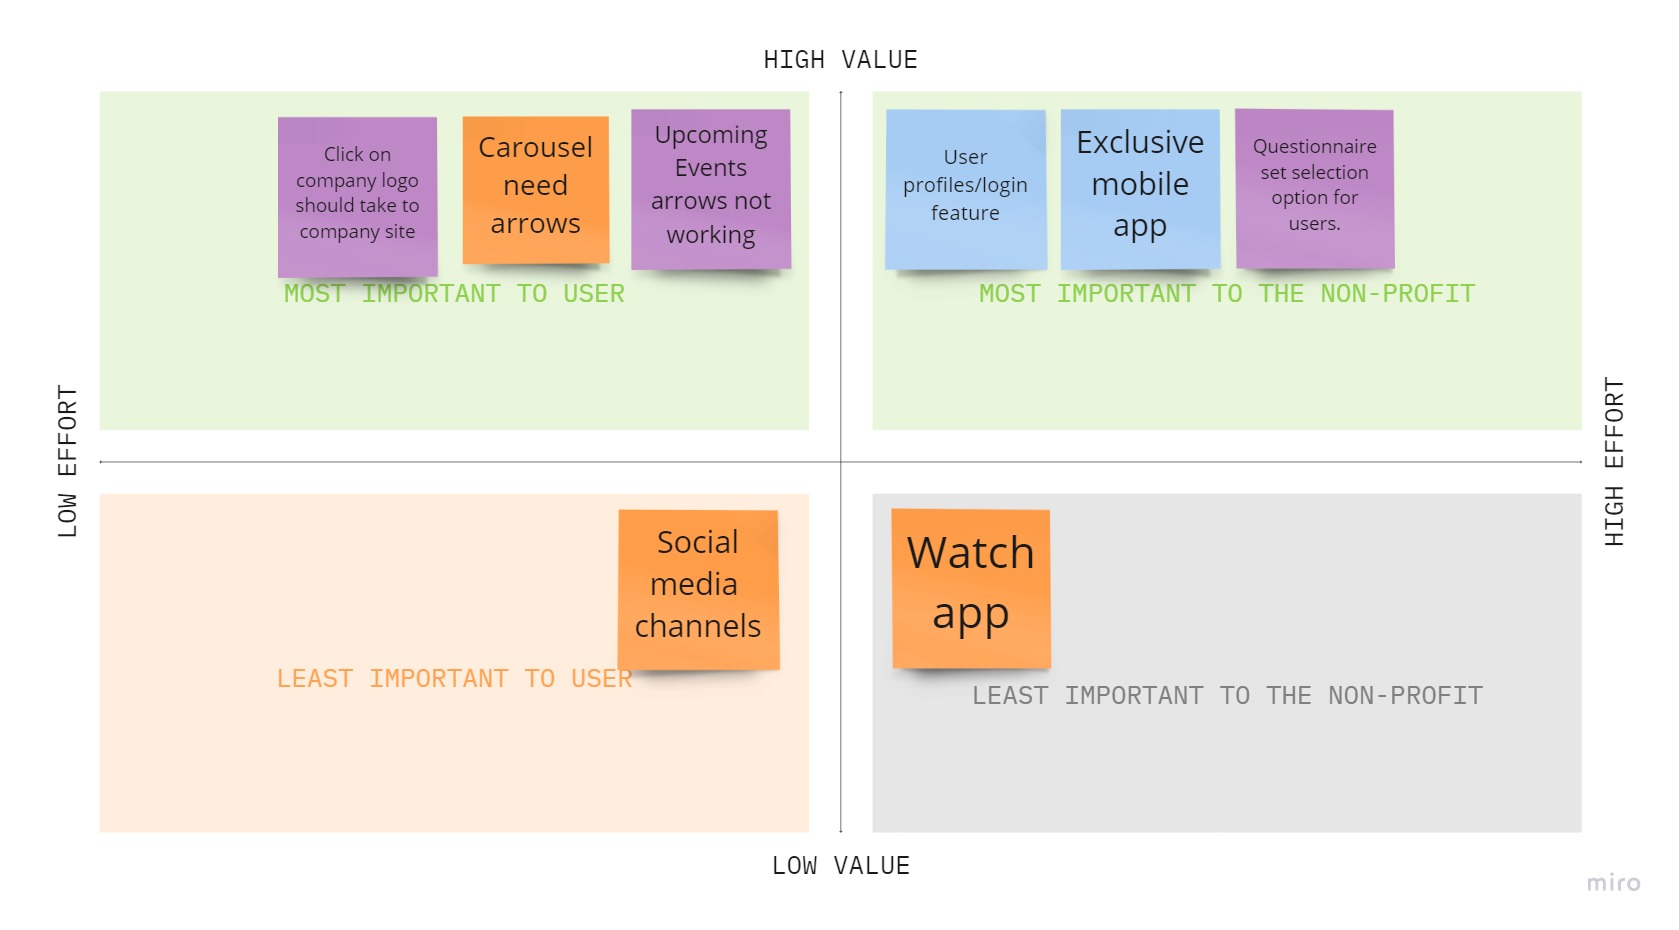 HIGH VALUE
Click on
company logo
should take to
company site
Carousel
need
arrows
Upcoming
Events
arrows not
working
MOST IMPORTANT TO USER
User
profiles/login
feature
Exclusive
mobile
app
Questionnaire
set selection
option for
users.
MOST IMPORTANT TO THE NON-PROFIT
LOW EFFORT
HIGH EFFORT
Social
media
channels
LEAST IMPORTANT TO USER
Watch
app
LEAST IMPORTANT TO THE NON-PROFIT
LOW VALUE
miro